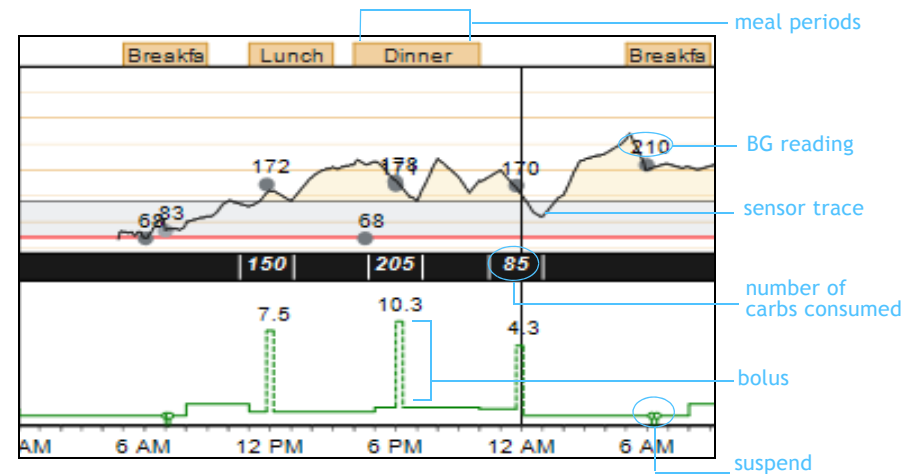 meal periods
Breakfa Lunch Dinner Breakfa
210
BG reading
172 170
83 68
sensor trace
150 205 85
number of
carbs consumed
7.5 10.3 4.3
bolus
AM 6 AM 12 PM 6 PM 12 AM 6 AM
suspend